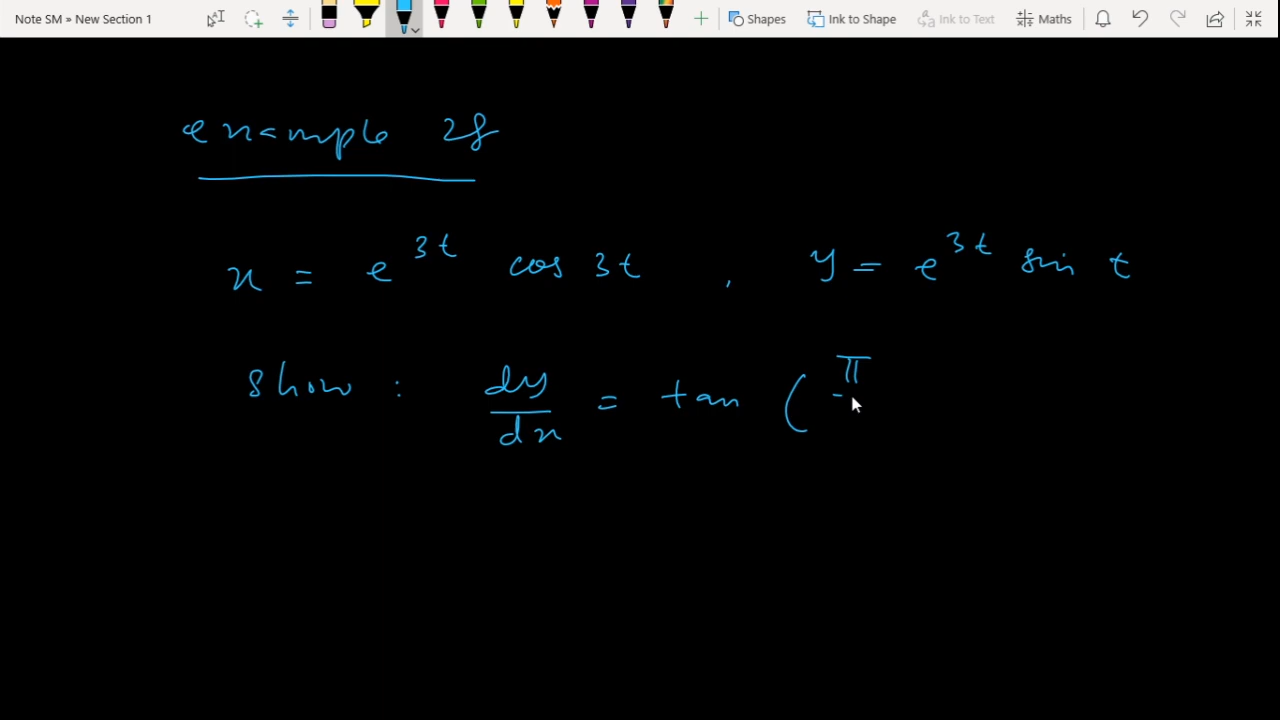 Note SM » New Section 1 Shapes Ink to Shape Ink to Text Maths
example 28
x = e^{3t} cos 3t , y = e^{3t} sin t
Show : dy/dx = tan ( π